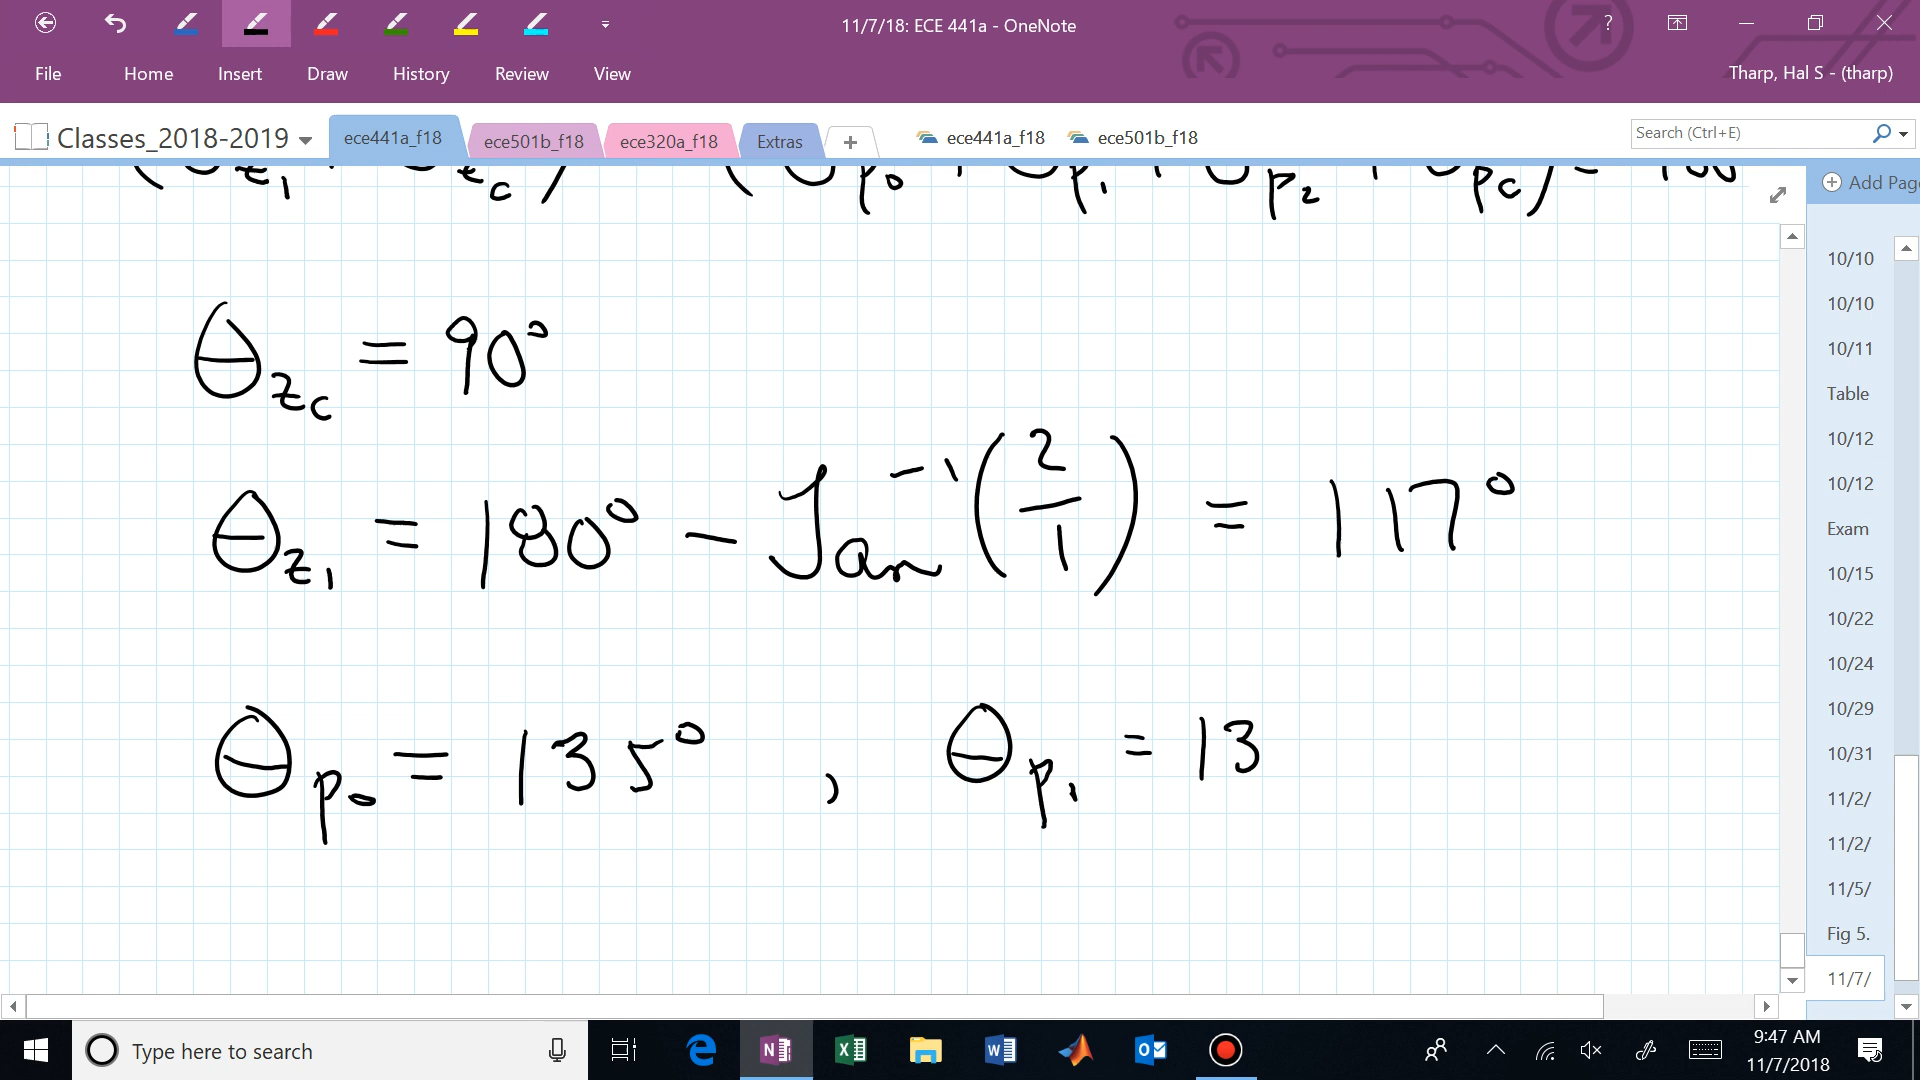 11/7/18: ECE 441a - OneNote
?
File Home Insert Draw History Review View
Tharp, Hal S - (tharp)
Classes_2018-2019 ece441a_f18 ece501b_f18 ece320a_f18 Extras + ece441a_f18 ece501b_f18
Search (Ctrl+E)
Add Pag
10/10
10/10
10/11
Table
10/12
10/12
Exam
10/15
10/22
10/24
10/29
10/31
11/2/
11/2/
11/5/
Fig 5.
11/7/
θzc = 90°
θz1 = 180° - Tan⁻¹(2/1) = 117°
θp0 = 135° , θp1 = 13
Type here to search
9:47 AM
11/7/2018